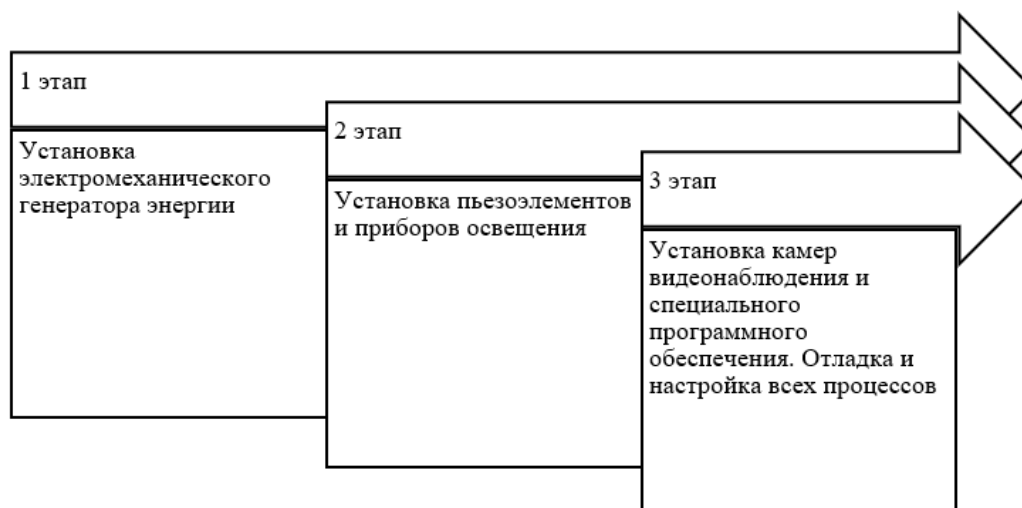 1 этап
Установка
электромеханического
генератора энергии
2 этап
Установка пьезоэлементов
и приборов освещения
3 этап
Установка камер
видеонаблюдения и
специального
программного
обеспечения. Отладка и
настройка всех процессов